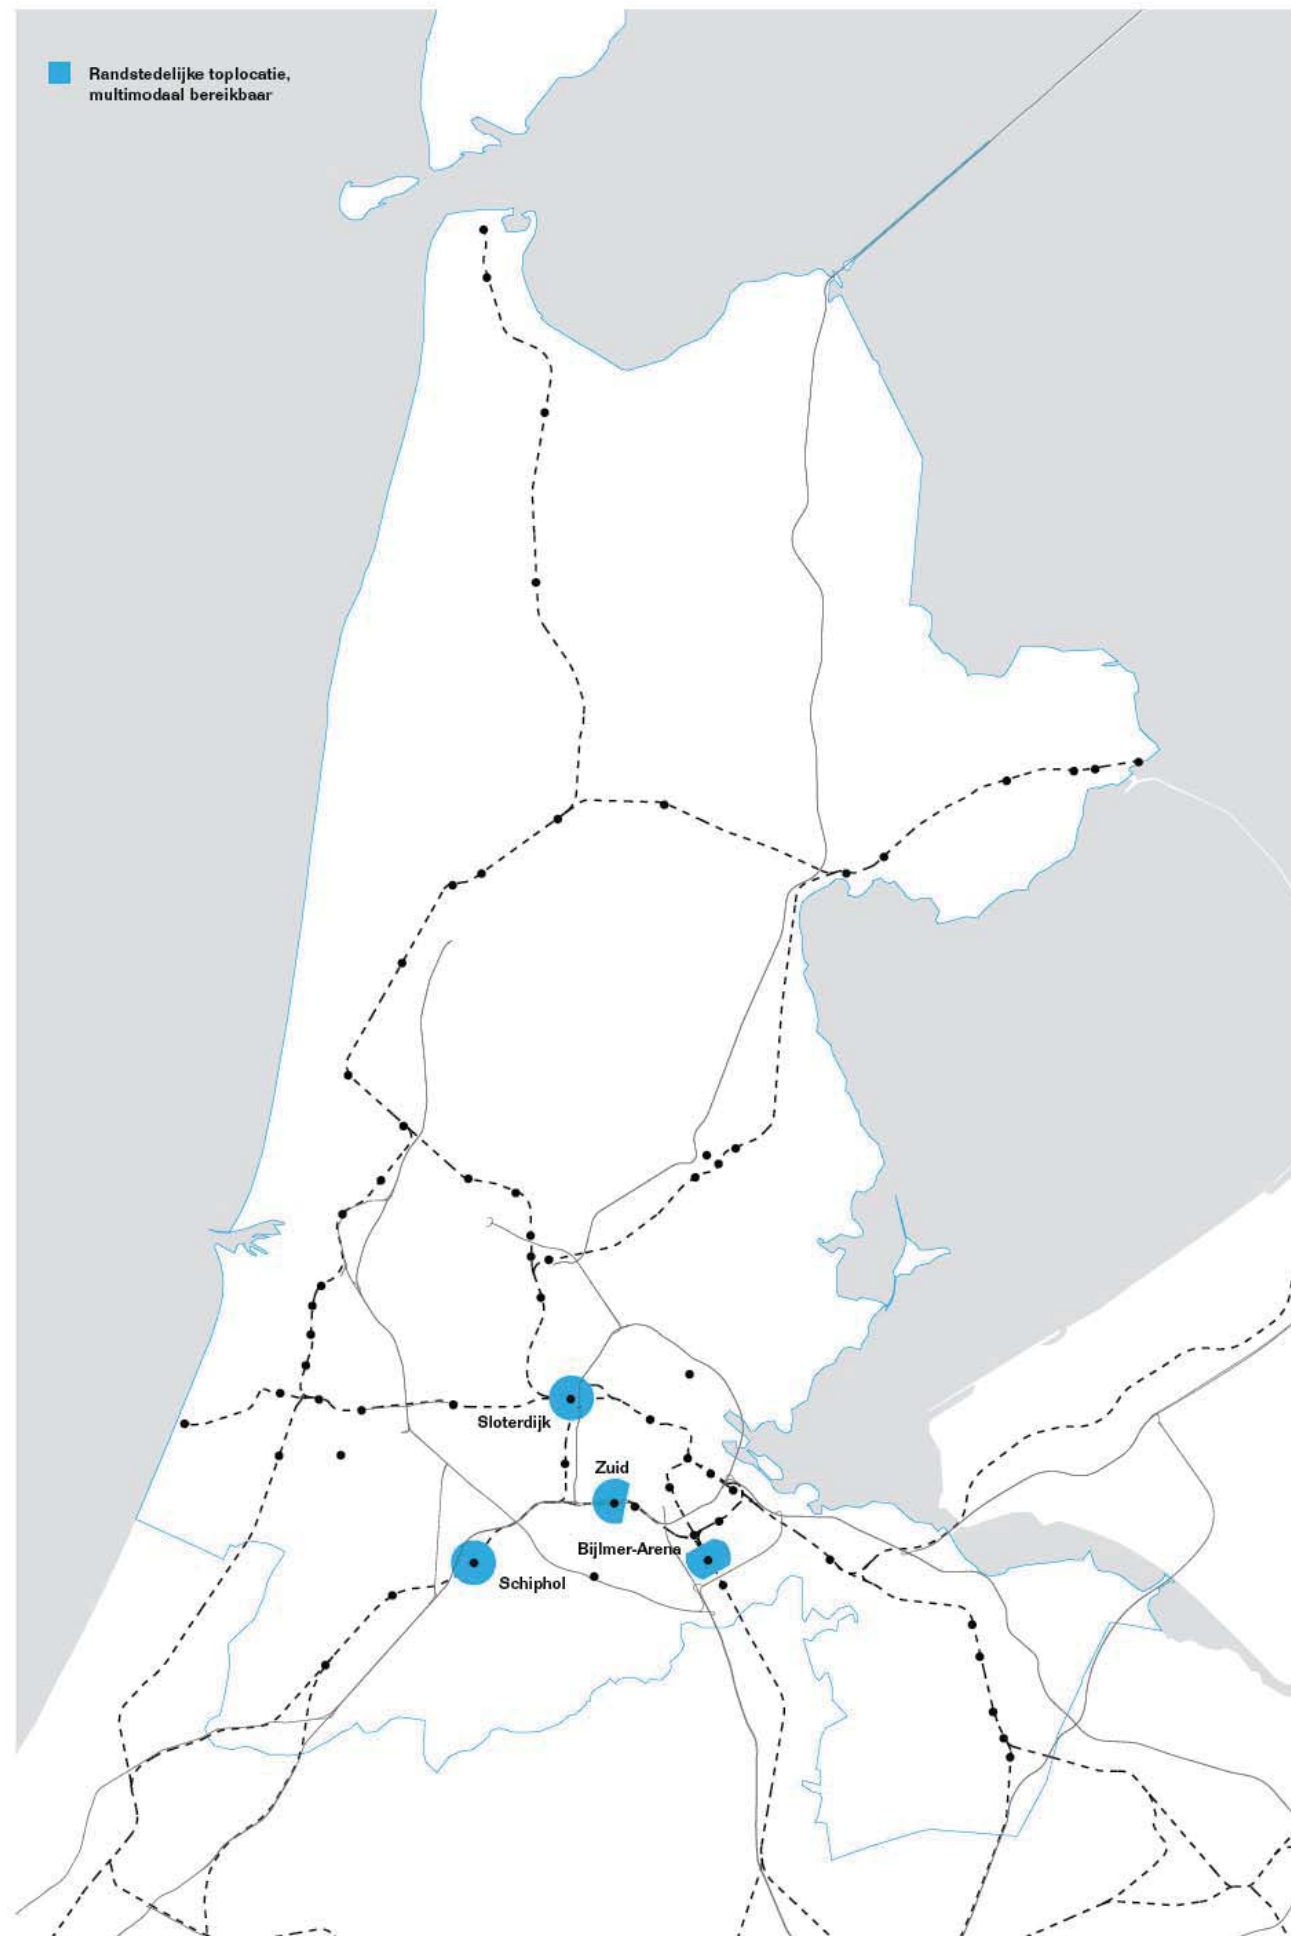 Randstedelijke toplocatie,
multimodaal bereikbaar
Sloterdijk
Zuid
Bijlmer-Arena
Schiphol